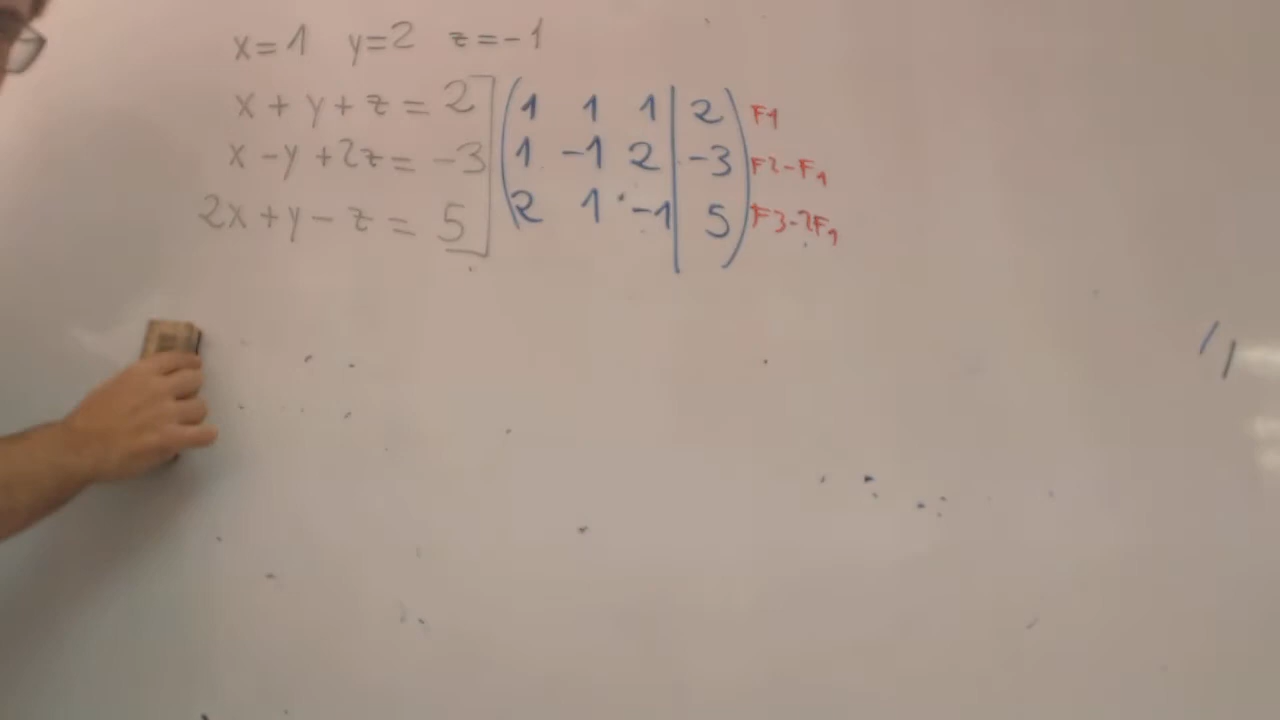 x=1 y=2 z=-1
x+y+z=2 1 1 1 2 F1
x-y+2z=-3 1 -1 2 -3 F2-F1
2x+y-z=5 2 1 -1 5 F3-2F1